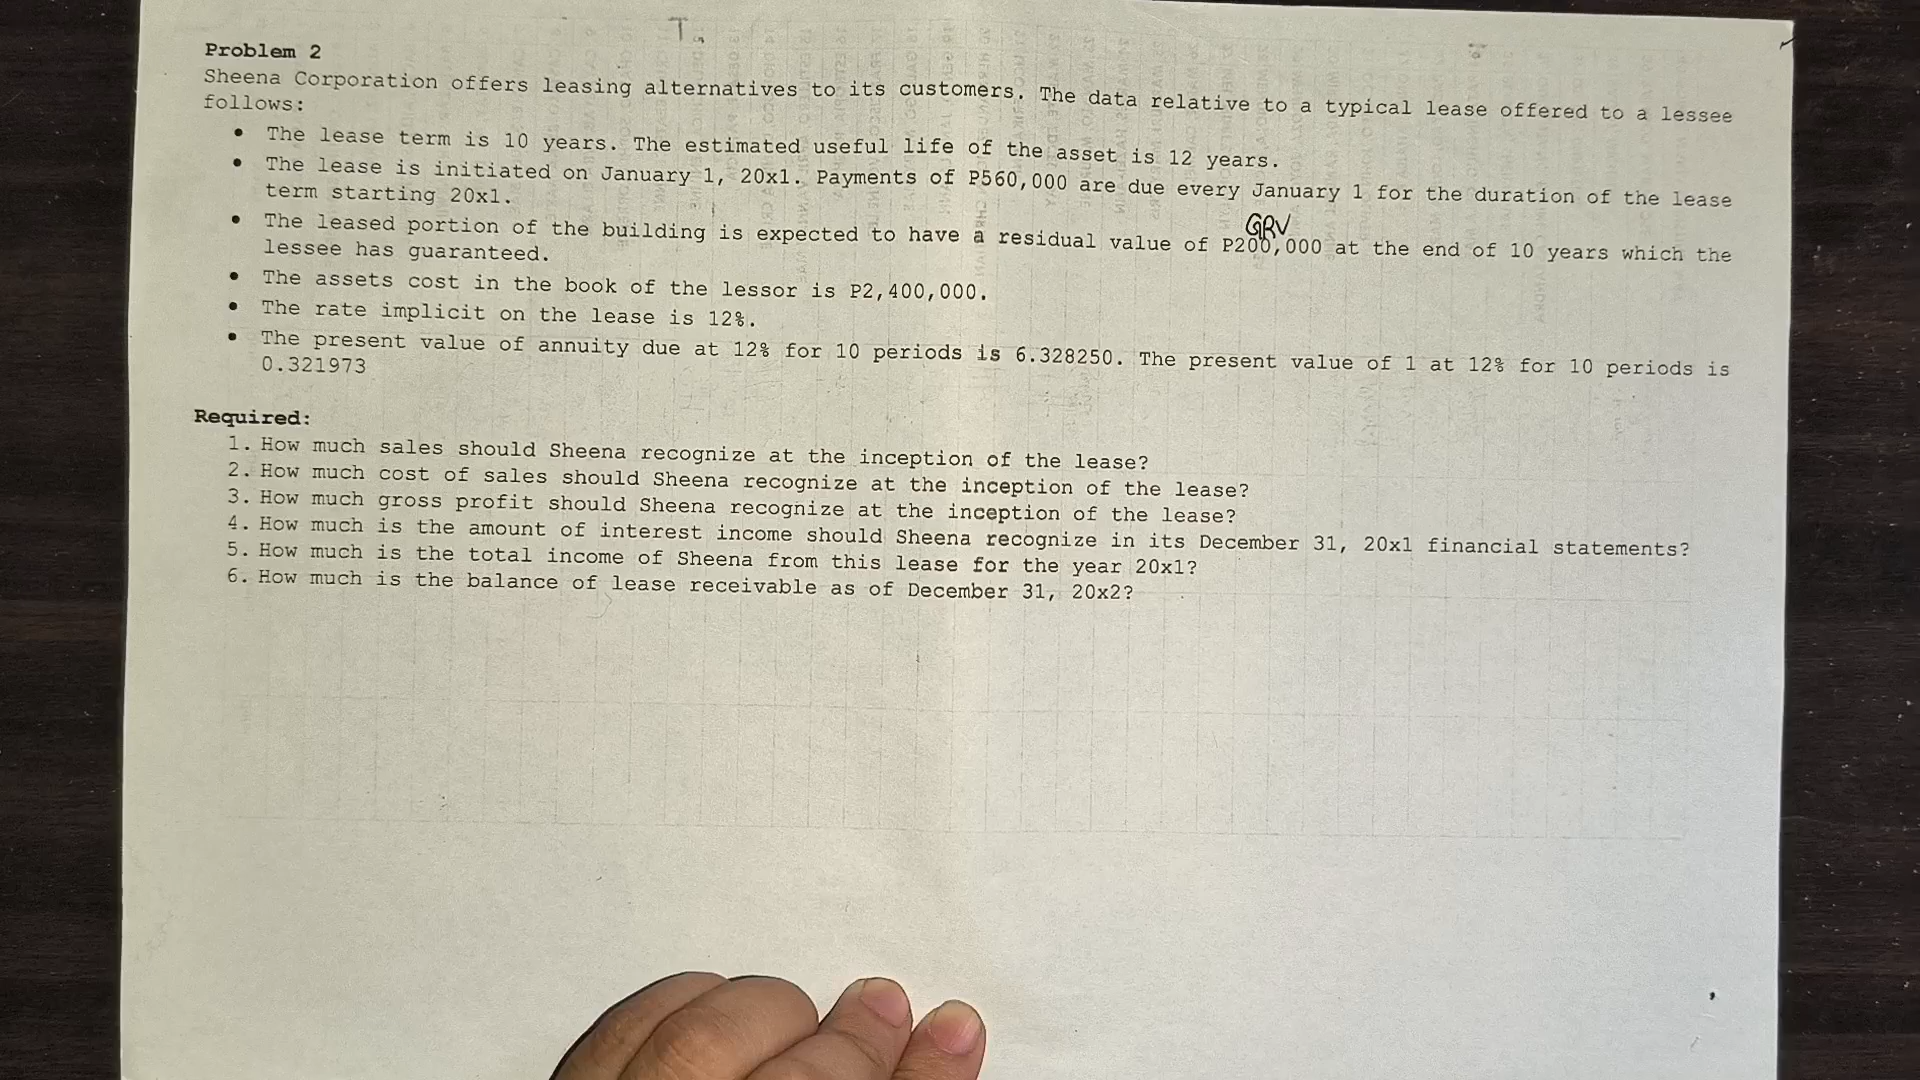 Problem 2
Sheena Corporation offers leasing alternatives to its customers. The data relative to a typical lease offered to a lessee
follows:
• The lease term is 10 years. The estimated useful life of the asset is 12 years.
• The lease is initiated on January 1, 20x1. Payments of P560,000 are due every January 1 for the duration of the lease
term starting 20x1.
GRV
• The leased portion of the building is expected to have a residual value of P200,000 at the end of 10 years which the
lessee has guaranteed.
• The assets cost in the book of the lessor is P2,400,000.
• The rate implicit on the lease is 12%.
• The present value of annuity due at 12% for 10 periods is 6.328250. The present value of 1 at 12% for 10 periods is
0.321973
Required:
1. How much sales should Sheena recognize at the inception of the lease?
2. How much cost of sales should Sheena recognize at the inception of the lease?
3. How much gross profit should Sheena recognize at the inception of the lease?
4. How much is the amount of interest income should Sheena recognize in its December 31, 20x1 financial statements?
5. How much is the total income of Sheena from this lease for the year 20x1?
6. How much is the balance of lease receivable as of December 31, 20x2?